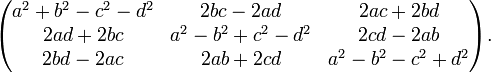 a² + b² − c² − d² 2bc − 2ad 2ac + 2bd
2ad + 2bc a² − b² + c² − d² 2cd − 2ab
2bd − 2ac 2ab + 2cd a² − b² − c² + d² .